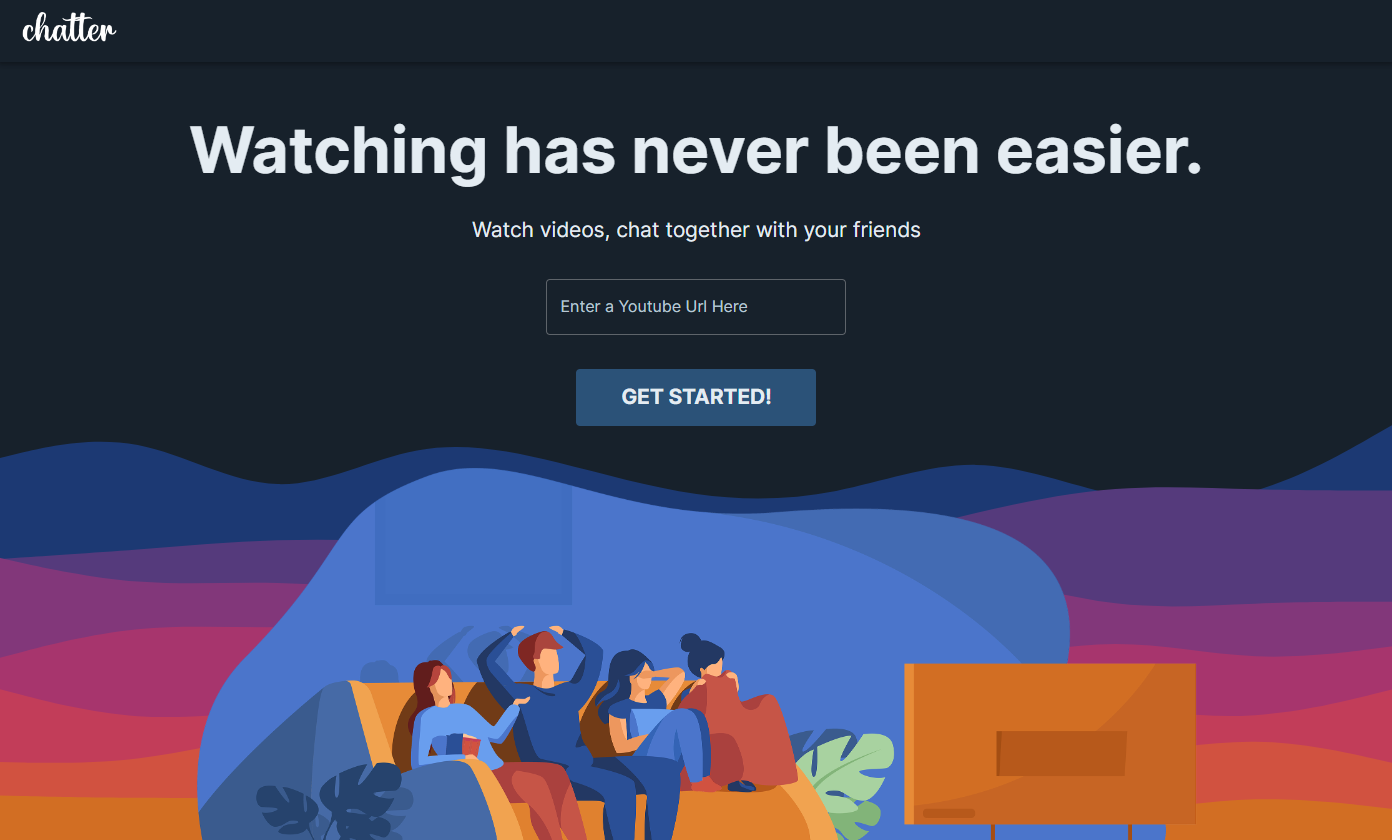 chatter
Watching has never been easier.
Watch videos, chat together with your friends
Enter a Youtube Url Here
GET STARTED!